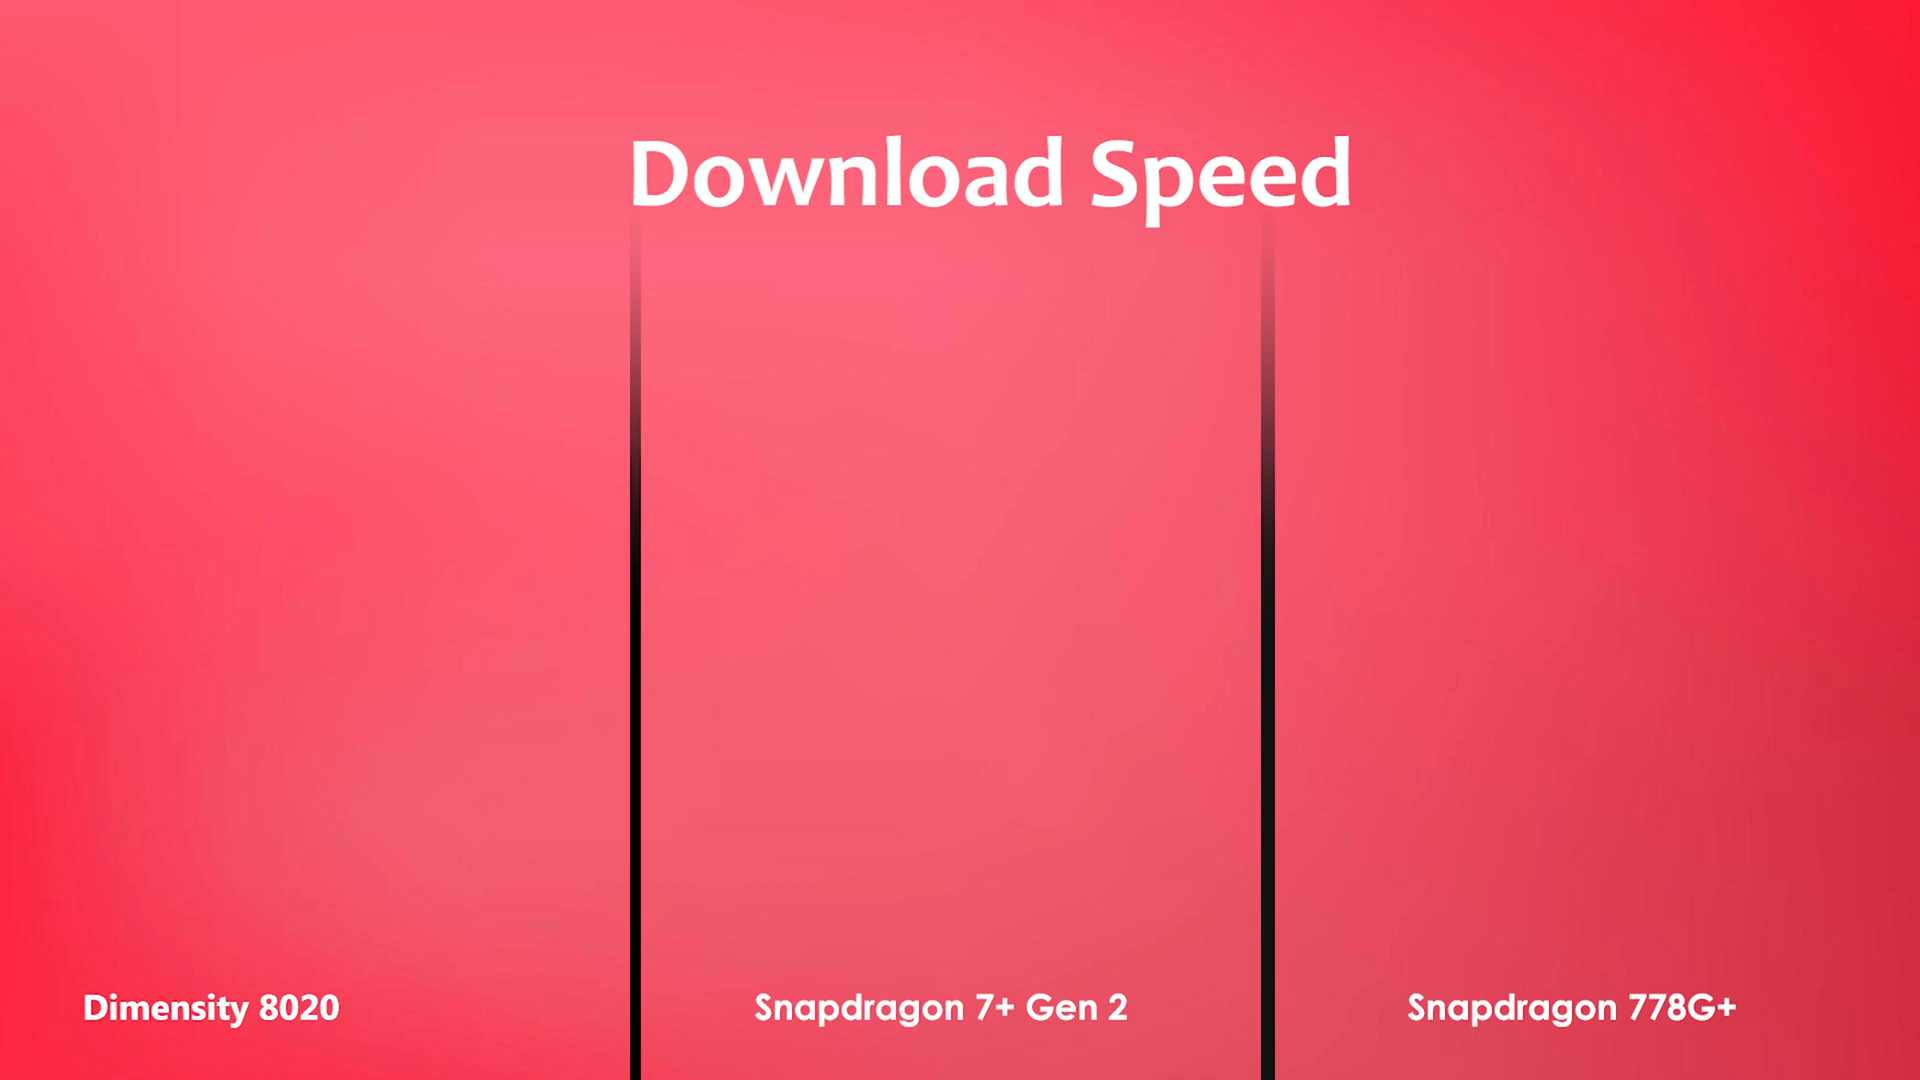 Download Speed
Dimensity 8020
Snapdragon 7+ Gen 2
Snapdragon 778G+